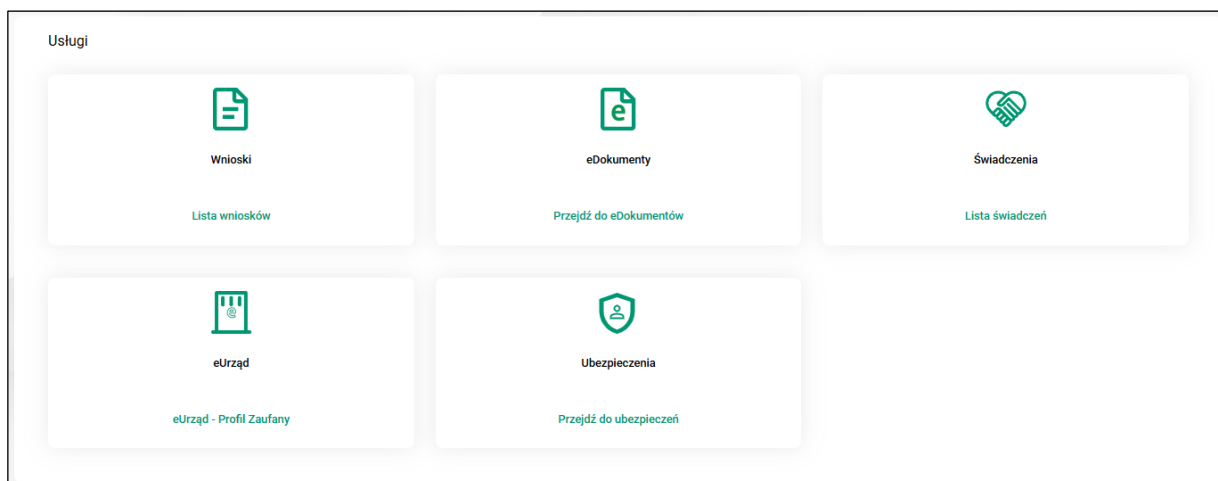 Usługi
e
Wnioski
eDokumenty
Świadczenia
Lista wniosków
Przejdź do eDokumentów
Lista świadczeń
@
eUrząd
Ubezpieczenia
eUrząd - Profil Zaufany
Przejdź do ubezpieczeń